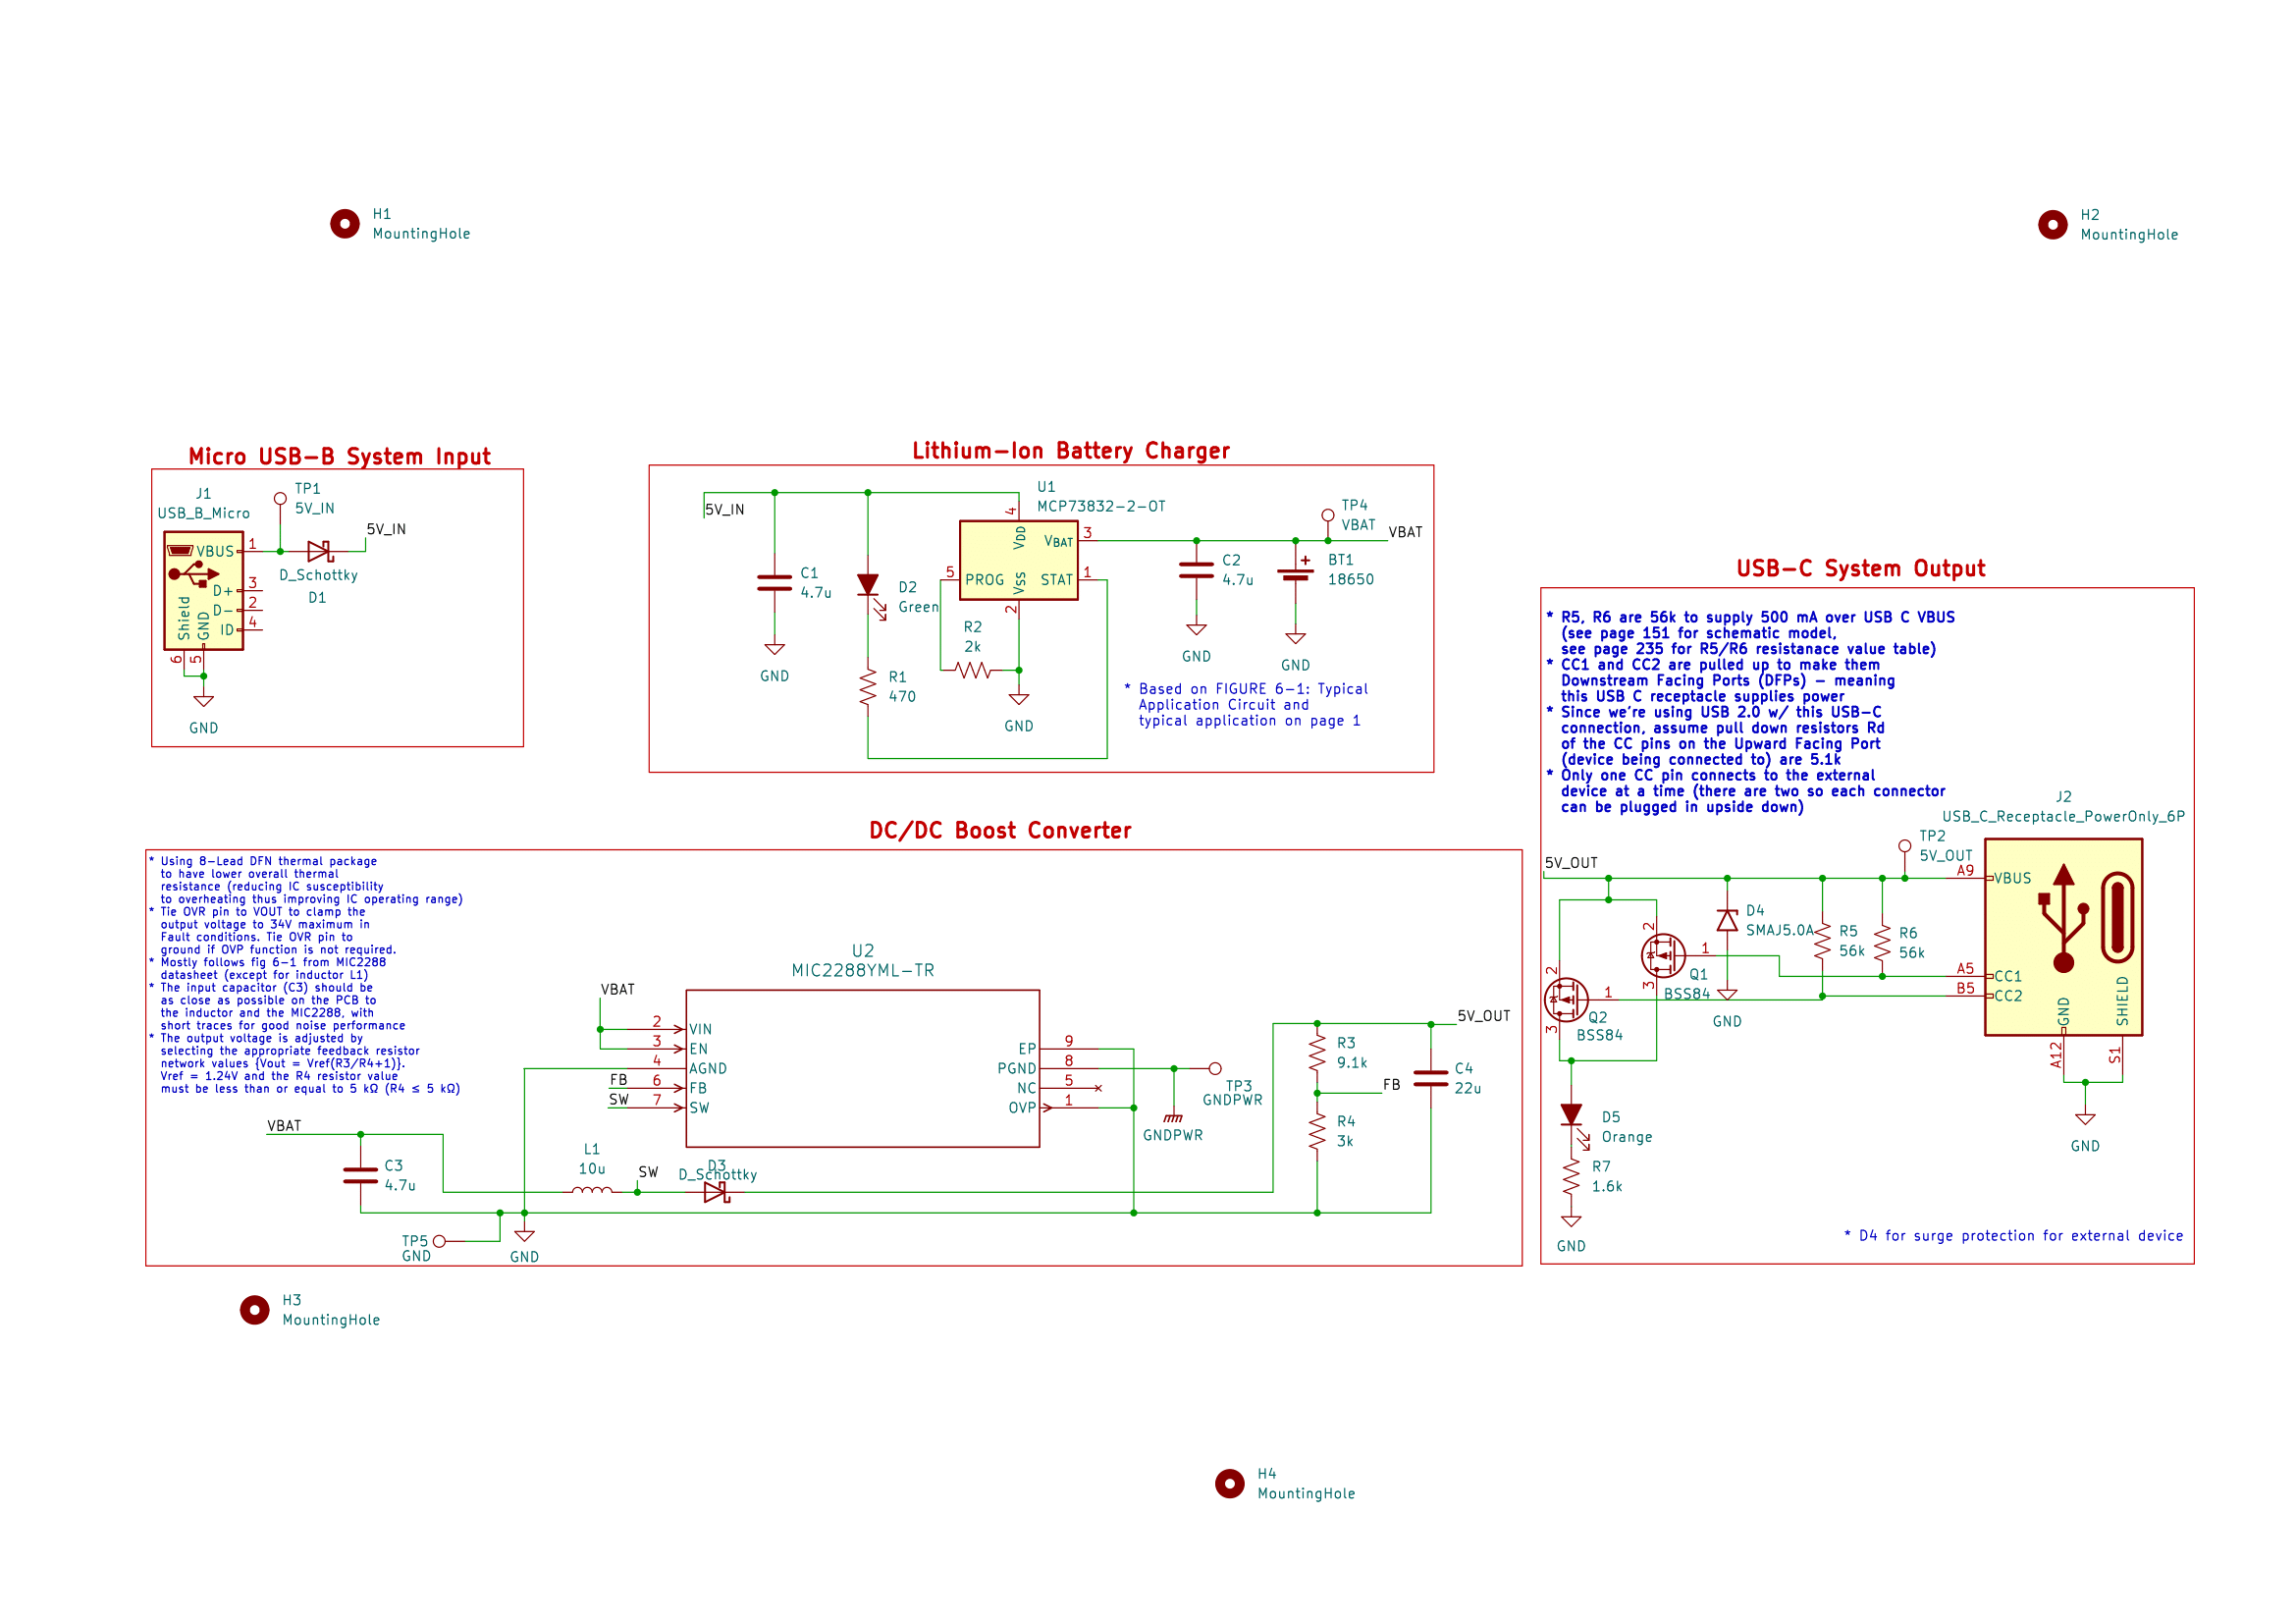 H1
MountingHole
H2
MountingHole
Micro USB-B System Input
J1
USB_B_Micro
TP1
5V_IN
5V_IN
VBUS
1
D_Schottky
D1
D+
3
D-
2
ID
4
Shield
GND
6
5
GND
Lithium-Ion Battery Charger
5V_IN
C1
4.7u
GND
D2
Green
R1
470
U1
MCP73832-2-OT
4
VDD
VBAT
3
5
PROG
STAT
1
VSS
2
R2
2k
GND
C2
4.7u
GND
BT1
18650
GND
TP4
VBAT
VBAT
* Based on FIGURE 6-1: Typical
Application Circuit and
typical application on page 1
DC/DC Boost Converter
* Using 8-Lead DFN thermal package
to have lower overall thermal
resistance (reducing IC susceptibility
to overheating thus improving IC operating range)
* Tie OVR pin to VOUT to clamp the
output voltage to 34V maximum in
Fault conditions. Tie OVR pin to
ground if OVP function is not required.
* Mostly follows fig 6-1 from MIC2288
datasheet (except for inductor L1)
* The input capacitor (C3) should be
as close as possible on the PCB to
the inductor and the MIC2288, with
short traces for good noise performance
* The output voltage is adjusted by
selecting the appropriate feedback resistor
network values {Vout = Vref(R3/R4+1)}.
Vref = 1.24V and the R4 resistor value
must be less than or equal to 5 kΩ (R4 ≤ 5 kΩ)
U2
MIC2288YML-TR
VBAT
2
VIN
3
EN
4
AGND
FB
6
FB
SW
7
SW
EP
9
PGND
8
NC
5
OVP
1
TP3
GNDPWR
GNDPWR
VBAT
C3
4.7u
L1
10u
SW
D3
D_Schottky
TP5
GND
GND
R3
9.1k
FB
R4
3k
C4
22u
5V_OUT
USB-C System Output
* R5, R6 are 56k to supply 500 mA over USB C VBUS
(see page 151 for schematic model,
see page 235 for R5/R6 resistanace value table)
* CC1 and CC2 are pulled up to make them
Downstream Facing Ports (DFPs) - meaning
this USB C receptacle supplies power
* Since we're using USB 2.0 w/ this USB-C
connection, assume pull down resistors Rd
of the CC pins on the Upward Facing Port
(device being connected to) are 5.1k
* Only one CC pin connects to the external
device at a time (there are two so each connector
can be plugged in upside down)
J2
USB_C_Receptacle_PowerOnly_6P
TP2
5V_OUT
5V_OUT
A9
VBUS
A5
CC1
B5
CC2
GND
SHIELD
A12
S1
GND
D4
SMAJ5.0A
GND
R5
56k
R6
56k
2
1
3
Q1
BSS84
2
1
3
Q2
BSS84
D5
Orange
R7
1.6k
GND
* D4 for surge protection for external device
H3
MountingHole
H4
MountingHole